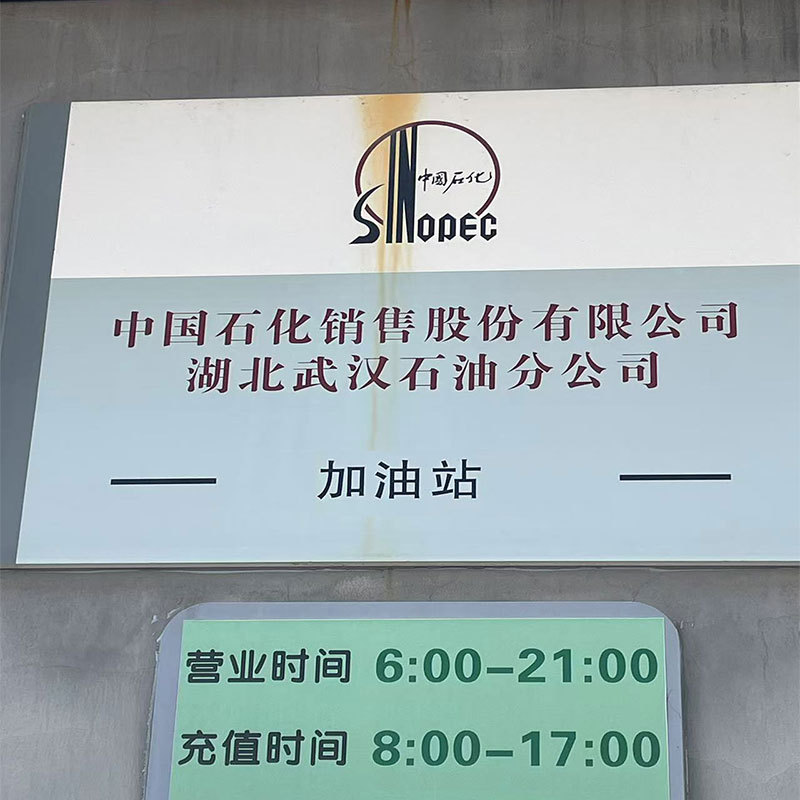 中国石化
SINOPEC
中国石化销售股份有限公司
湖北武汉石油分公司
加油站
营业时间 6:00-21:00
充值时间 8:00-17:00